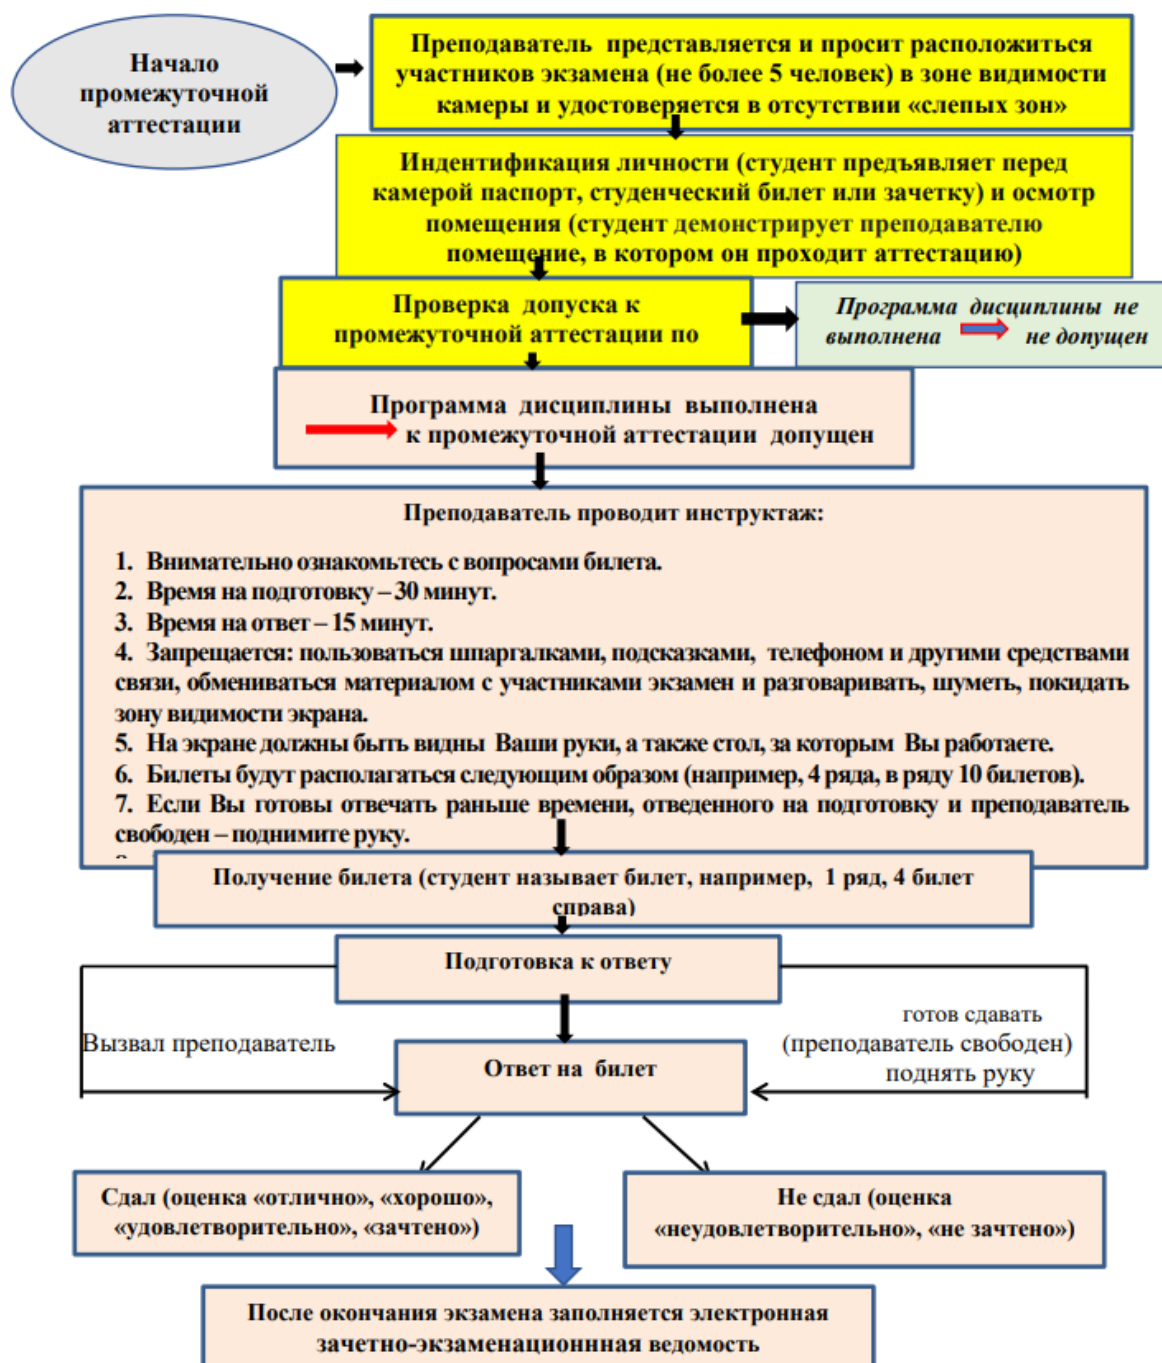 Начало
промежуточной
аттестации
Преподаватель представляется и просит расположиться
участников экзамена (не более 5 человек) в зоне видимости
камеры и удостоверяется в отсутствии «слепых зон»
Индентификация личности (студент предъявляет перед
камерой паспорт, студенческий билет или зачетку) и осмотр
помещения (студент демонстрирует преподавателю
помещение, в котором он проходит аттестацию)
Проверка допуска к
промежуточной аттестации по
Программа дисциплины не
выполнена не допущен
Программа дисциплины выполнена
к промежуточной аттестации допущен
Преподаватель проводит инструктаж:
1. Внимательно ознакомьтесь с вопросами билета.
2. Время на подготовку – 30 минут.
3. Время на ответ – 15 минут.
4. Запрещается: пользоваться шпаргалками, подсказками, телефоном и другими средствами
связи, обмениваться материалом с участниками экзамен и разговаривать, шуметь, покидать
зону видимости экрана.
5. На экране должны быть видны Ваши руки, а также стол, за которым Вы работаете.
6. Билеты будут располагаться следующим образом (например, 4 ряда, в ряду 10 билетов).
7. Если Вы готовы отвечать раньше времени, отведенного на подготовку и преподаватель
свободен – поднимите руку.
Получение билета (студент называет билет, например, 1 ряд, 4 билет
справа)
Подготовка к ответу
Вызвал преподаватель
готов сдавать
(преподаватель свободен)
поднять руку
Ответ на билет
Сдал (оценка «отлично», «хорошо»,
«удовлетворительно», «зачтено»)
Не сдал (оценка
«неудовлетворительно», «не зачтено»)
После окончания экзамена заполняется электронная
зачетно-экзаменационнная ведомость